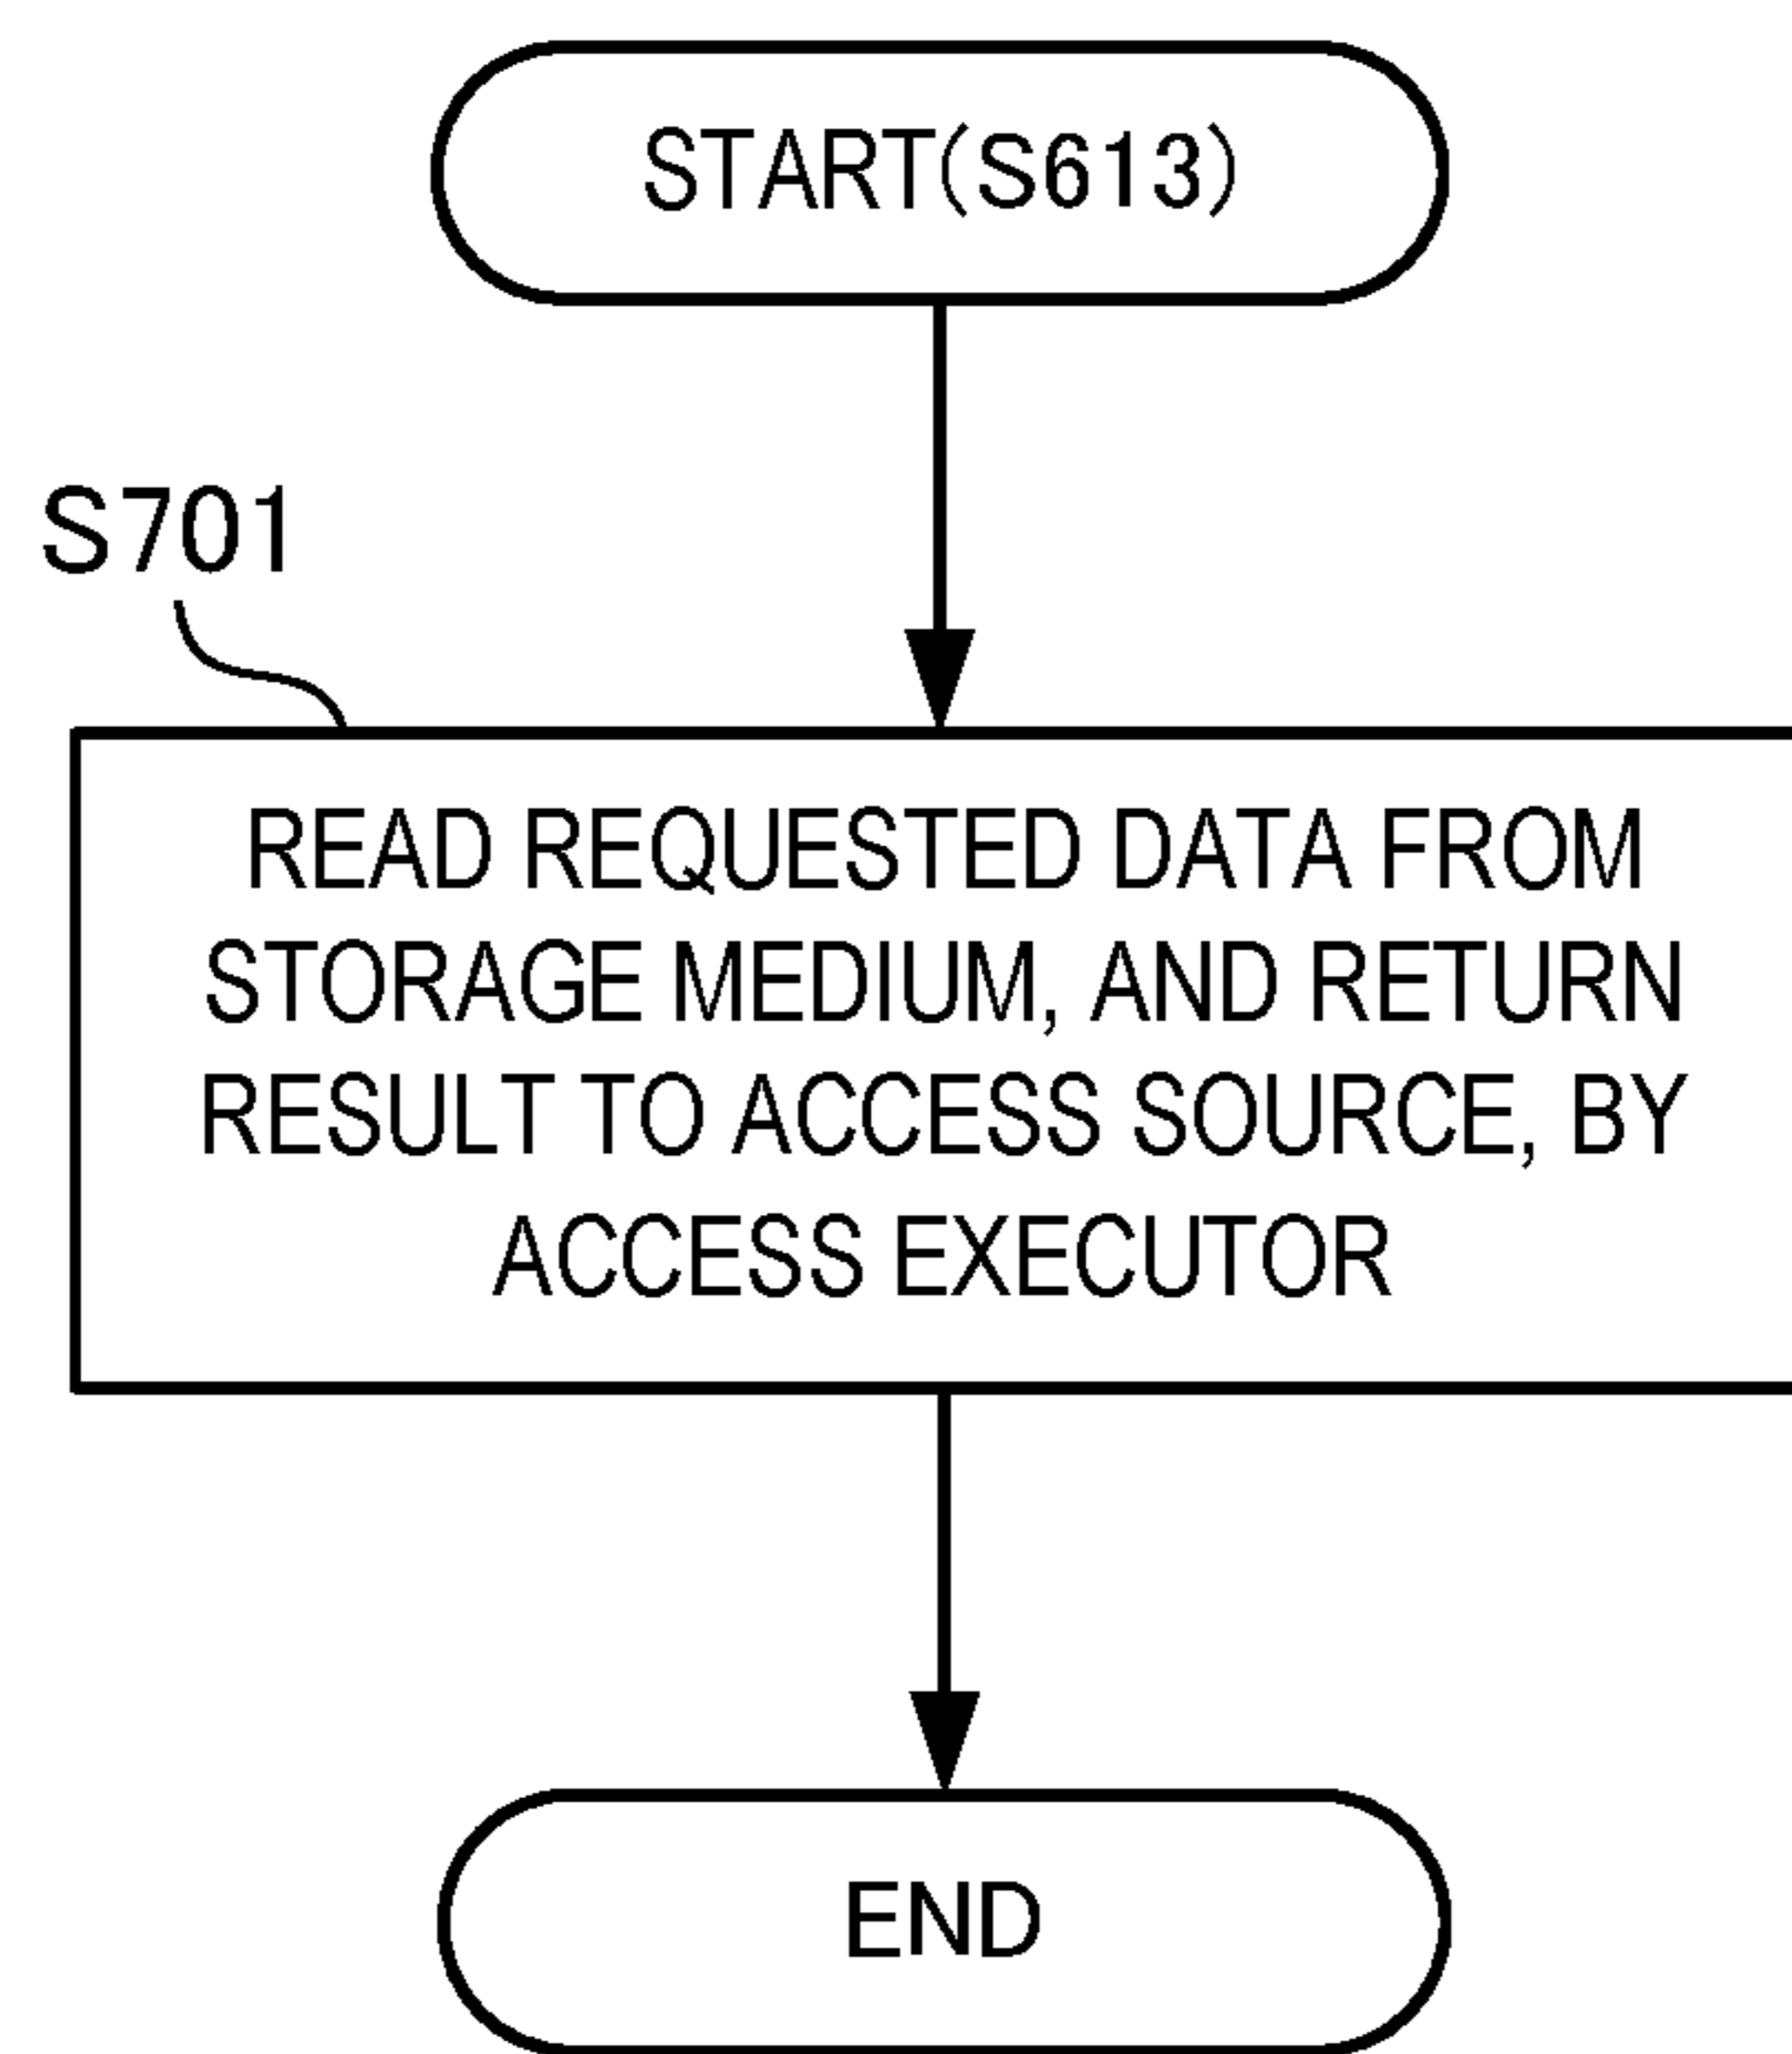 START(S613)
S701
READ REQUESTED DATA FROM
STORAGE MEDIUM, AND RETURN
RESULT TO ACCESS SOURCE, BY
ACCESS EXECUTOR
END